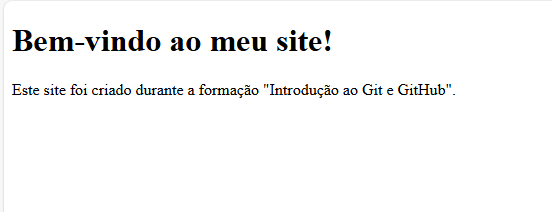 Bem-vindo ao meu site!
Este site foi criado durante a formação "Introdução ao Git e GitHub".